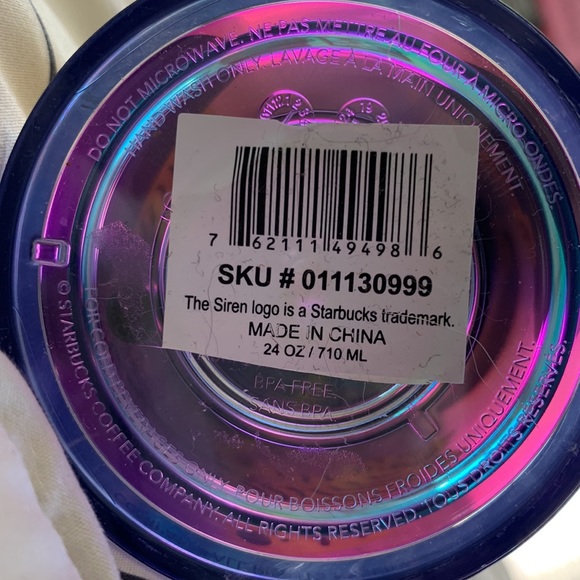 DO NOT MICROWAVE. NE PAS METTRE ALLER FOUR À MICRO-ONDES.
HAND WASH ONLY. LAVAGE À LA MAIN UNIQUEMENT.
7 62111 49498 6
SKU # 011130999
The Siren logo is a Starbucks trademark.
MADE IN CHINA
24 OZ / 710 ML
BPA-FREE
SANS BPA
FOR COLD BEVERAGES ONLY. POUR BOISSONS FROIDES UNIQUEMENT.
© STARBUCKS COFFEE COMPANY. ALL RIGHTS RESERVED. TOUS DROITS RÉSERVÉS.